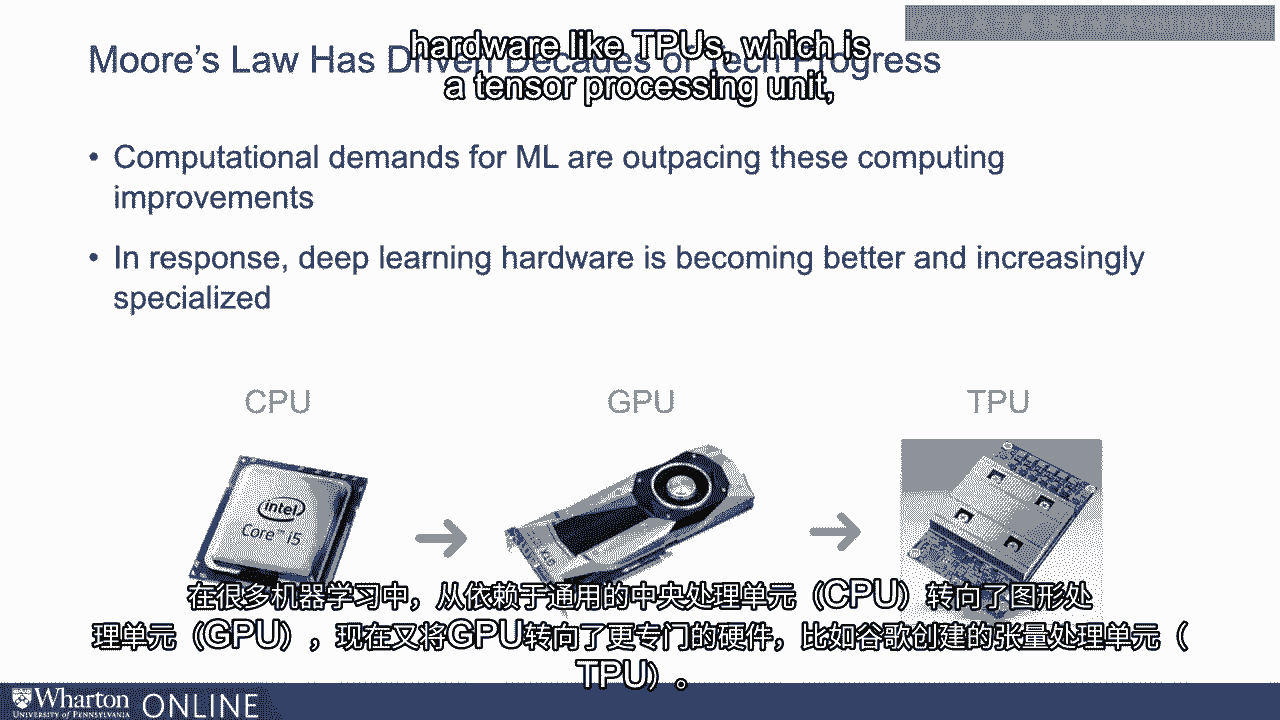 hardware like TPUs, which is
a tensor processing unit,
Moore's Law Has Driven Decades of Tech Progress
• Computational demands for ML are outpacing these computing
improvements
• In response, deep learning hardware is becoming better and increasingly
specialized
CPU
GPU
TPU
intel
Core i5
在很多机器学习中，从依赖于通用的中央处理单元（CPU）转向了图形处
理单元（GPU），现在又将GPU转向了更专门的硬件，比如谷歌创建的张量处理单元（
TPU）。
Wharton
UNIVERSITY of PENNSYLVANIA
ONLINE